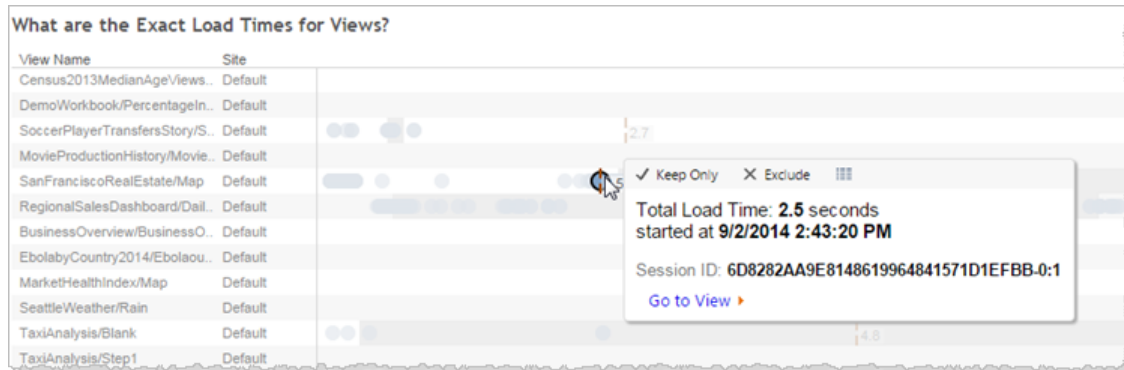 What are the Exact Load Times for Views?
View Name Site
Census2013MedianAgeViews.. Default
DemoWorkbook/PercentageIn.. Default
SoccerPlayerTransfersStory/S.. Default 2.7
MovieProductionHistory/Movie.. Default
SanFranciscoRealEstate/Map Default
✓ Keep Only X Exclude
RegionalSalesDashboard/Dail.. Default
Total Load Time: 2.5 seconds
started at 9/2/2014 2:43:20 PM
BusinessOverview/BusinessO.. Default
EbolabyCountry2014/Ebolaou.. Default
Session ID: 6D8282AA9E8148619964841571D1EFBB-0:1
MarketHealthIndex/Map Default
Go to View
SeattleWeather/Rain Default
TaxiAnalysis/Blank Default 4.8
TaxiAnalysis/Step1 Default